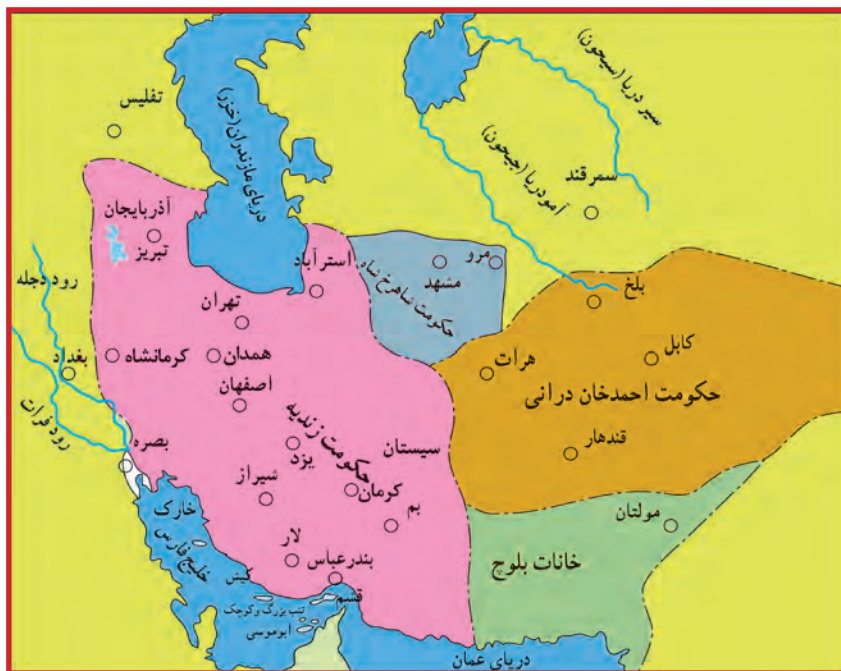 تفلیس
دریای مازندران (خزر)
سیر دریا (سیحون)
آمودریا (جیحون)
سمرقند
آذربایجان
تبریز
استرآباد
مرو
مشهد
حکومت شاهرخ شاه
بلخ
رود دجله
تهران
بغداد
کرمانشاه
همدان
هرات
کابل
اصفهان
حکومت احمدخان درانی
رود فرات
بصره
حکومت زندیه
سیستان
یزد
قندهار
شیراز
کرمان
بم
مولتان
خارک
خلیج فارس
لار
بندرعباس
خانات بلوچ
کیش
قشم
تنب بزرگ و کوچک
ابوموسی
دریای عمان